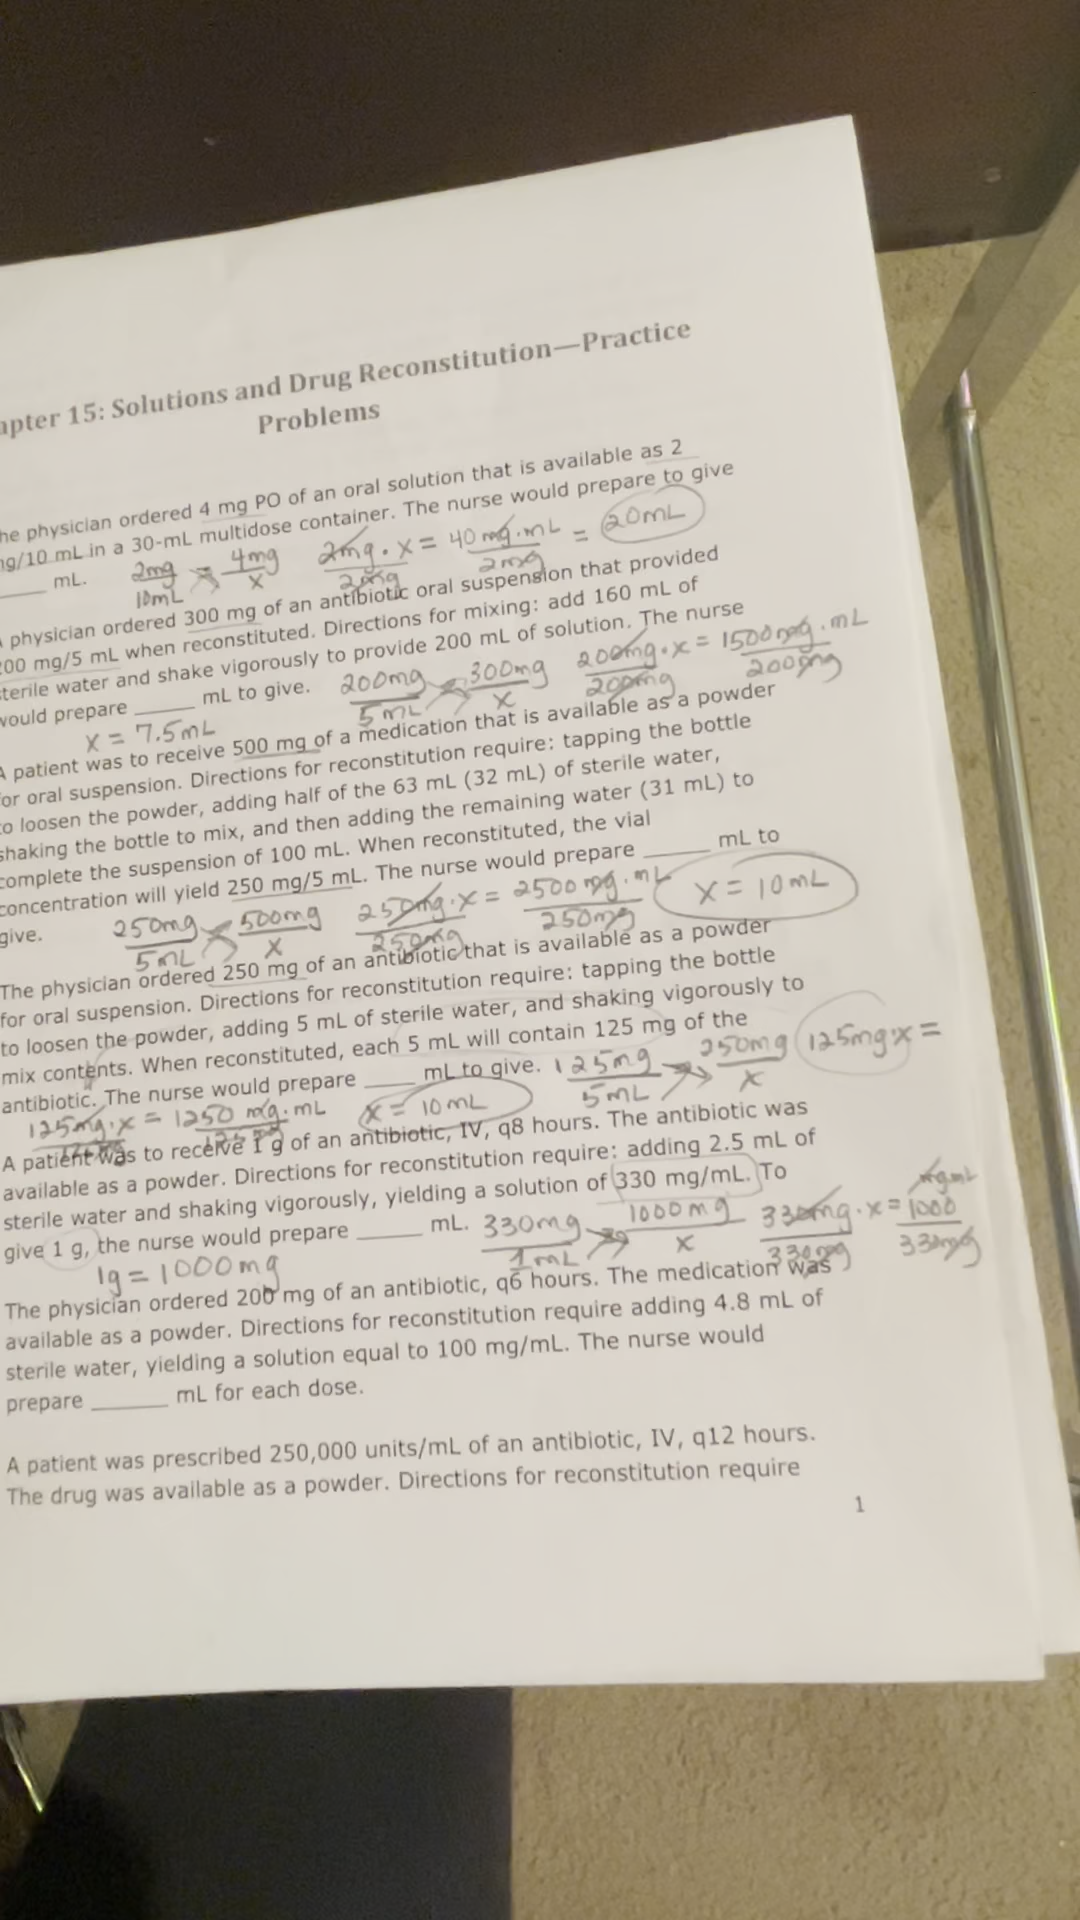 apter 15: Solutions and Drug Reconstitution—Practice
Problems
he physician ordered 4 mg PO of an oral solution that is available as 2
g/10 mL in a 30-mL multidose container. The nurse would prepare to give
_____ mL.
2mg/10mL = 4mg/x 2mg·x/2mg = 40mg·mL/2mg = 20mL
physician ordered 300 mg of an antibiotic oral suspension that provided
00 mg/5 mL when reconstituted. Directions for mixing: add 160 mL of
terile water and shake vigorously to provide 200 mL of solution. The nurse
would prepare _____ mL to give.
200mg/5mL 300mg/x 200mg·x/200mg = 1500mg·mL/200mg
x = 7.5mL
A patient was to receive 500 mg of a medication that is available as a powder
or oral suspension. Directions for reconstitution require: tapping the bottle
o loosen the powder, adding half of the 63 mL (32 mL) of sterile water,
shaking the bottle to mix, and then adding the remaining water (31 mL) to
complete the suspension of 100 mL. When reconstituted, the vial
concentration will yield 250 mg/5 mL. The nurse would prepare _____ mL to
give.
250mg/5mL 500mg/x 250mg·x/250mg = 2500mg·mL/250mg x = 10mL
The physician ordered 250 mg of an antibiotic that is available as a powder
for oral suspension. Directions for reconstitution require: tapping the bottle
to loosen the powder, adding 5 mL of sterile water, and shaking vigorously to
mix contents. When reconstituted, each 5 mL will contain 125 mg of the
antibiotic. The nurse would prepare ____ mL to give.
125mg/5mL 250mg/x 125mg·x =
125mg·x/125mg = 1250 mg·mL/125mg x = 10mL
A patient was to receive 1 g of an antibiotic, IV, q8 hours. The antibiotic was
available as a powder. Directions for reconstitution require: adding 2.5 mL of
sterile water and shaking vigorously, yielding a solution of 330 mg/mL. To
give 1 g, the nurse would prepare _____ mL.
330mg/1mL 1000mg/x 330mg·x/330mg = 1000 mg·mL/330mg
1g = 1000mg
The physician ordered 200 mg of an antibiotic, q6 hours. The medication was
available as a powder. Directions for reconstitution require adding 4.8 mL of
sterile water, yielding a solution equal to 100 mg/mL. The nurse would
prepare ______ mL for each dose.
A patient was prescribed 250,000 units/mL of an antibiotic, IV, q12 hours.
The drug was available as a powder. Directions for reconstitution require
1